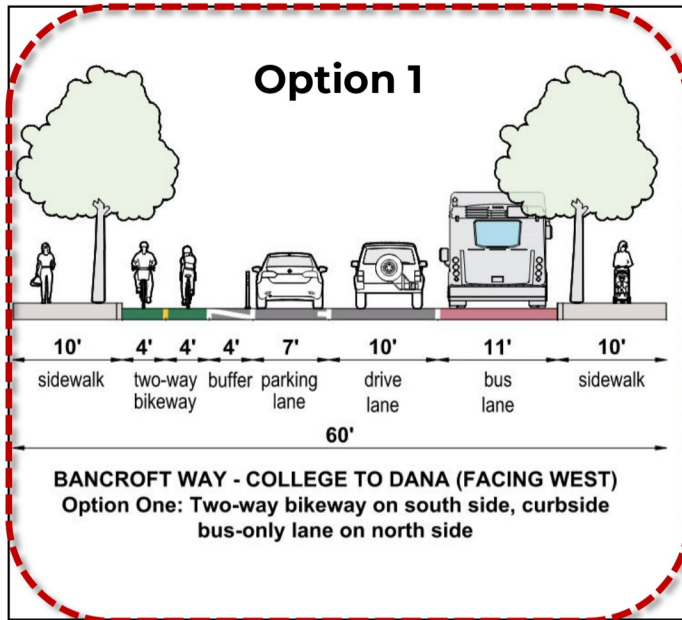 Option 1
10' 4' 4' 4' 7' 10' 11' 10'
sidewalk two-way buffer parking drive bus sidewalk
bikeway lane lane lane
60'
BANCROFT WAY - COLLEGE TO DANA (FACING WEST)
Option One: Two-way bikeway on south side, curbside
bus-only lane on north side